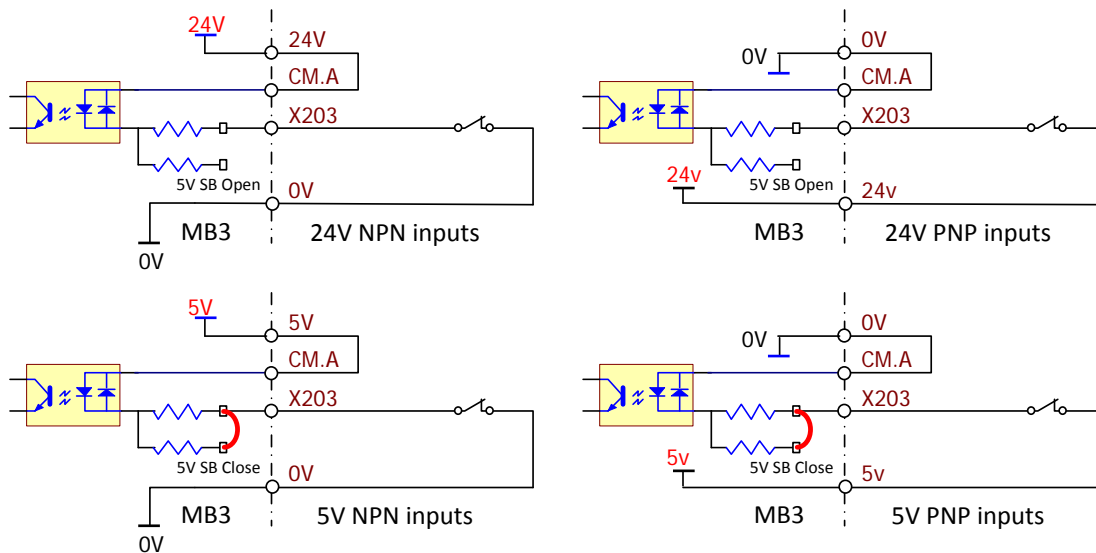 24V
24V
CM.A
X203
5V SB Open
0V
MB3
24V NPN inputs
0V
0V
0V
CM.A
X203
5V SB Open
24v
24v
MB3
24V PNP inputs
5V
5V
CM.A
X203
5V SB Close
0V
MB3
5V NPN inputs
0V
0V
0V
CM.A
X203
5V SB Close
5v
5v
MB3
5V PNP inputs